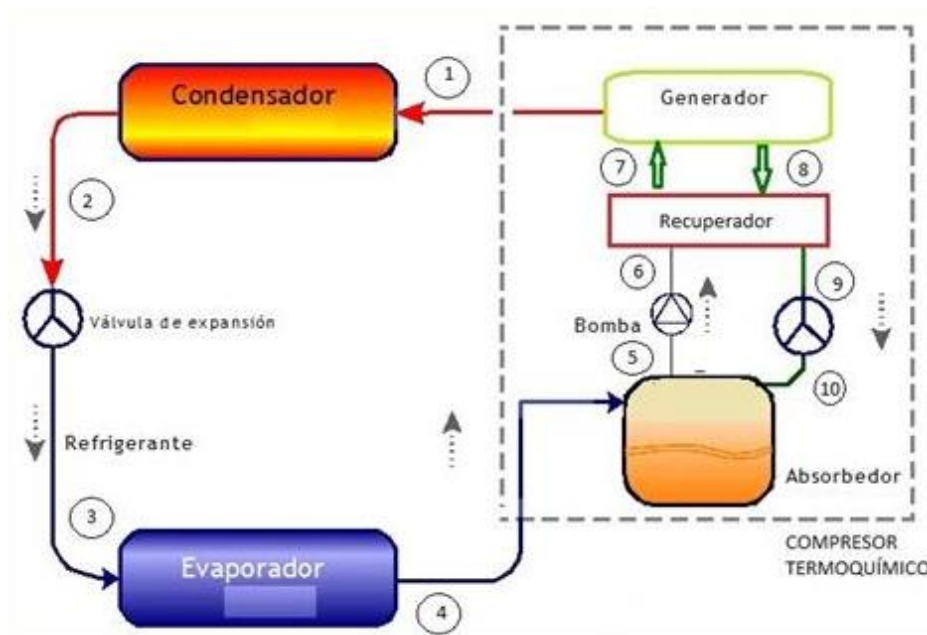 Condensador
1
Generador
7
8
2
Recuperador
6
9
Válvula de expansión
Bomba
5
10
Refrigerante
Absorbedor
3
Evaporador
4
COMPRESOR
TERMOQUÍMICO